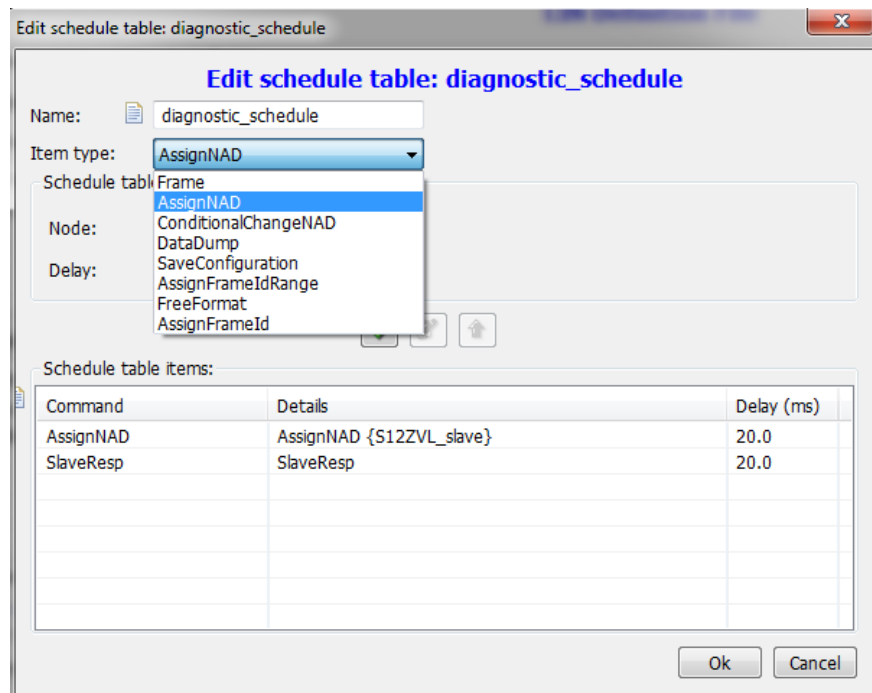 Edit schedule table: diagnostic_schedule
Edit schedule table: diagnostic_schedule
Name: diagnostic_schedule
Item type: AssignNAD
Schedule tabl
Frame
AssignNAD
Node:
ConditionalChangeNAD
DataDump
SaveConfiguration
Delay:
AssignFrameIdRange
FreeFormat
AssignFrameId
Schedule table items:
Command Details Delay (ms)
AssignNAD AssignNAD {S12ZVL_slave} 20.0
SlaveResp SlaveResp 20.0
Ok Cancel